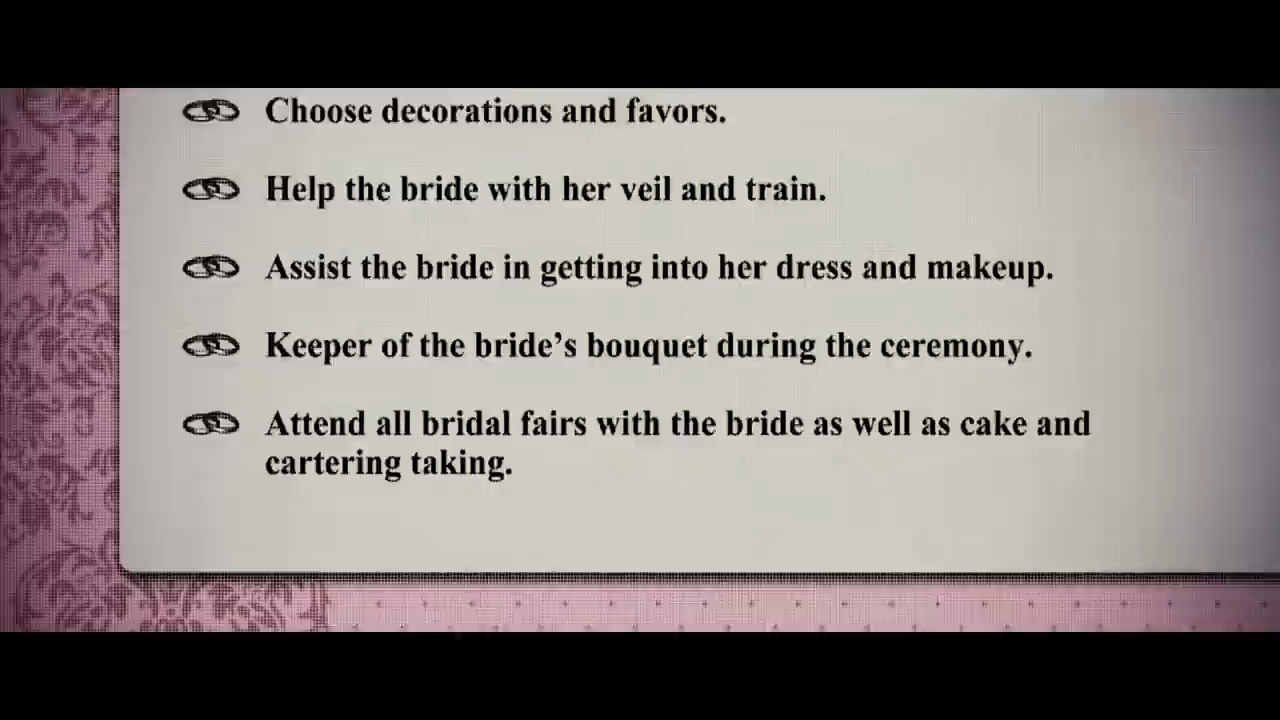 Choose decorations and favors.
Help the bride with her veil and train.
Assist the bride in getting into her dress and makeup.
Keeper of the bride’s bouquet during the ceremony.
Attend all bridal fairs with the bride as well as cake and
cartering taking.